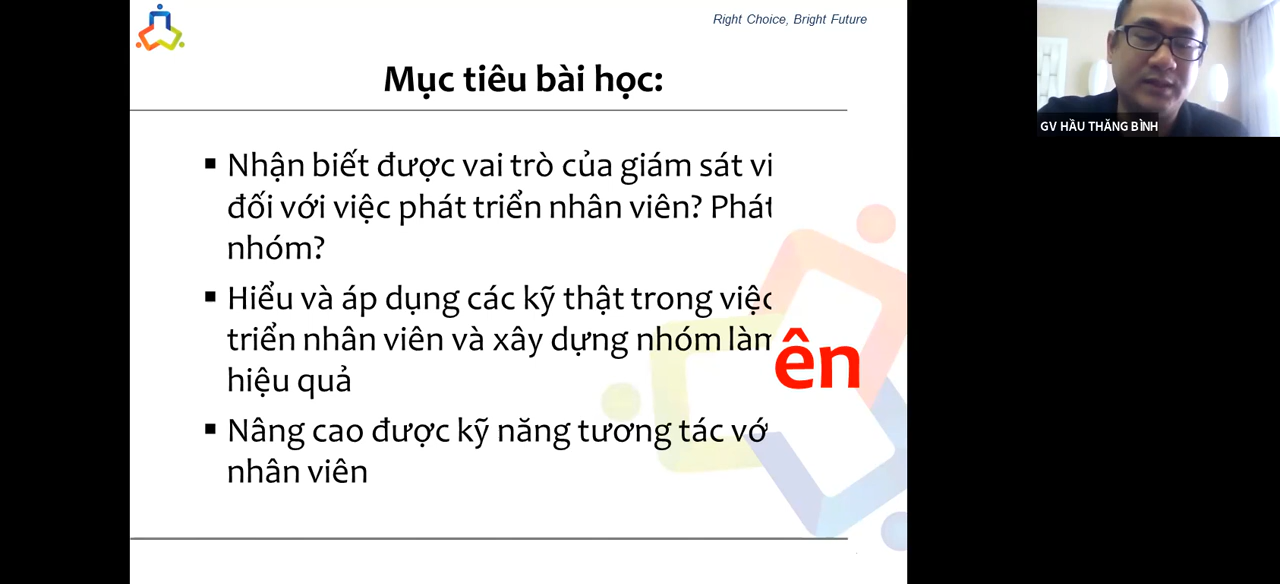 Right Choice, Bright Future
Mục tiêu bài học:
GV HẦU THĂNG BÌNH
▪ Nhận biết được vai trò của giám sát vi
đối với việc phát triển nhân viên? Phát
nhóm?
▪ Hiểu và áp dụng các kỹ thật trong việc
triển nhân viên và xây dựng nhóm làm
hiệu quả
ên
▪ Nâng cao được kỹ năng tương tác với
nhân viên